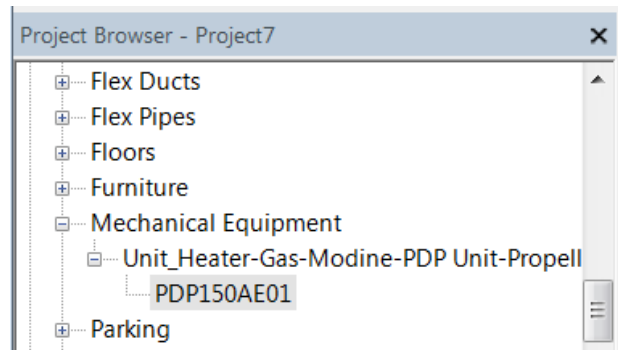 Project Browser - Project7
Flex Ducts
Flex Pipes
Floors
Furniture
Mechanical Equipment
Unit_Heater-Gas-Modine-PDP Unit-Propell
PDP150AE01
Parking